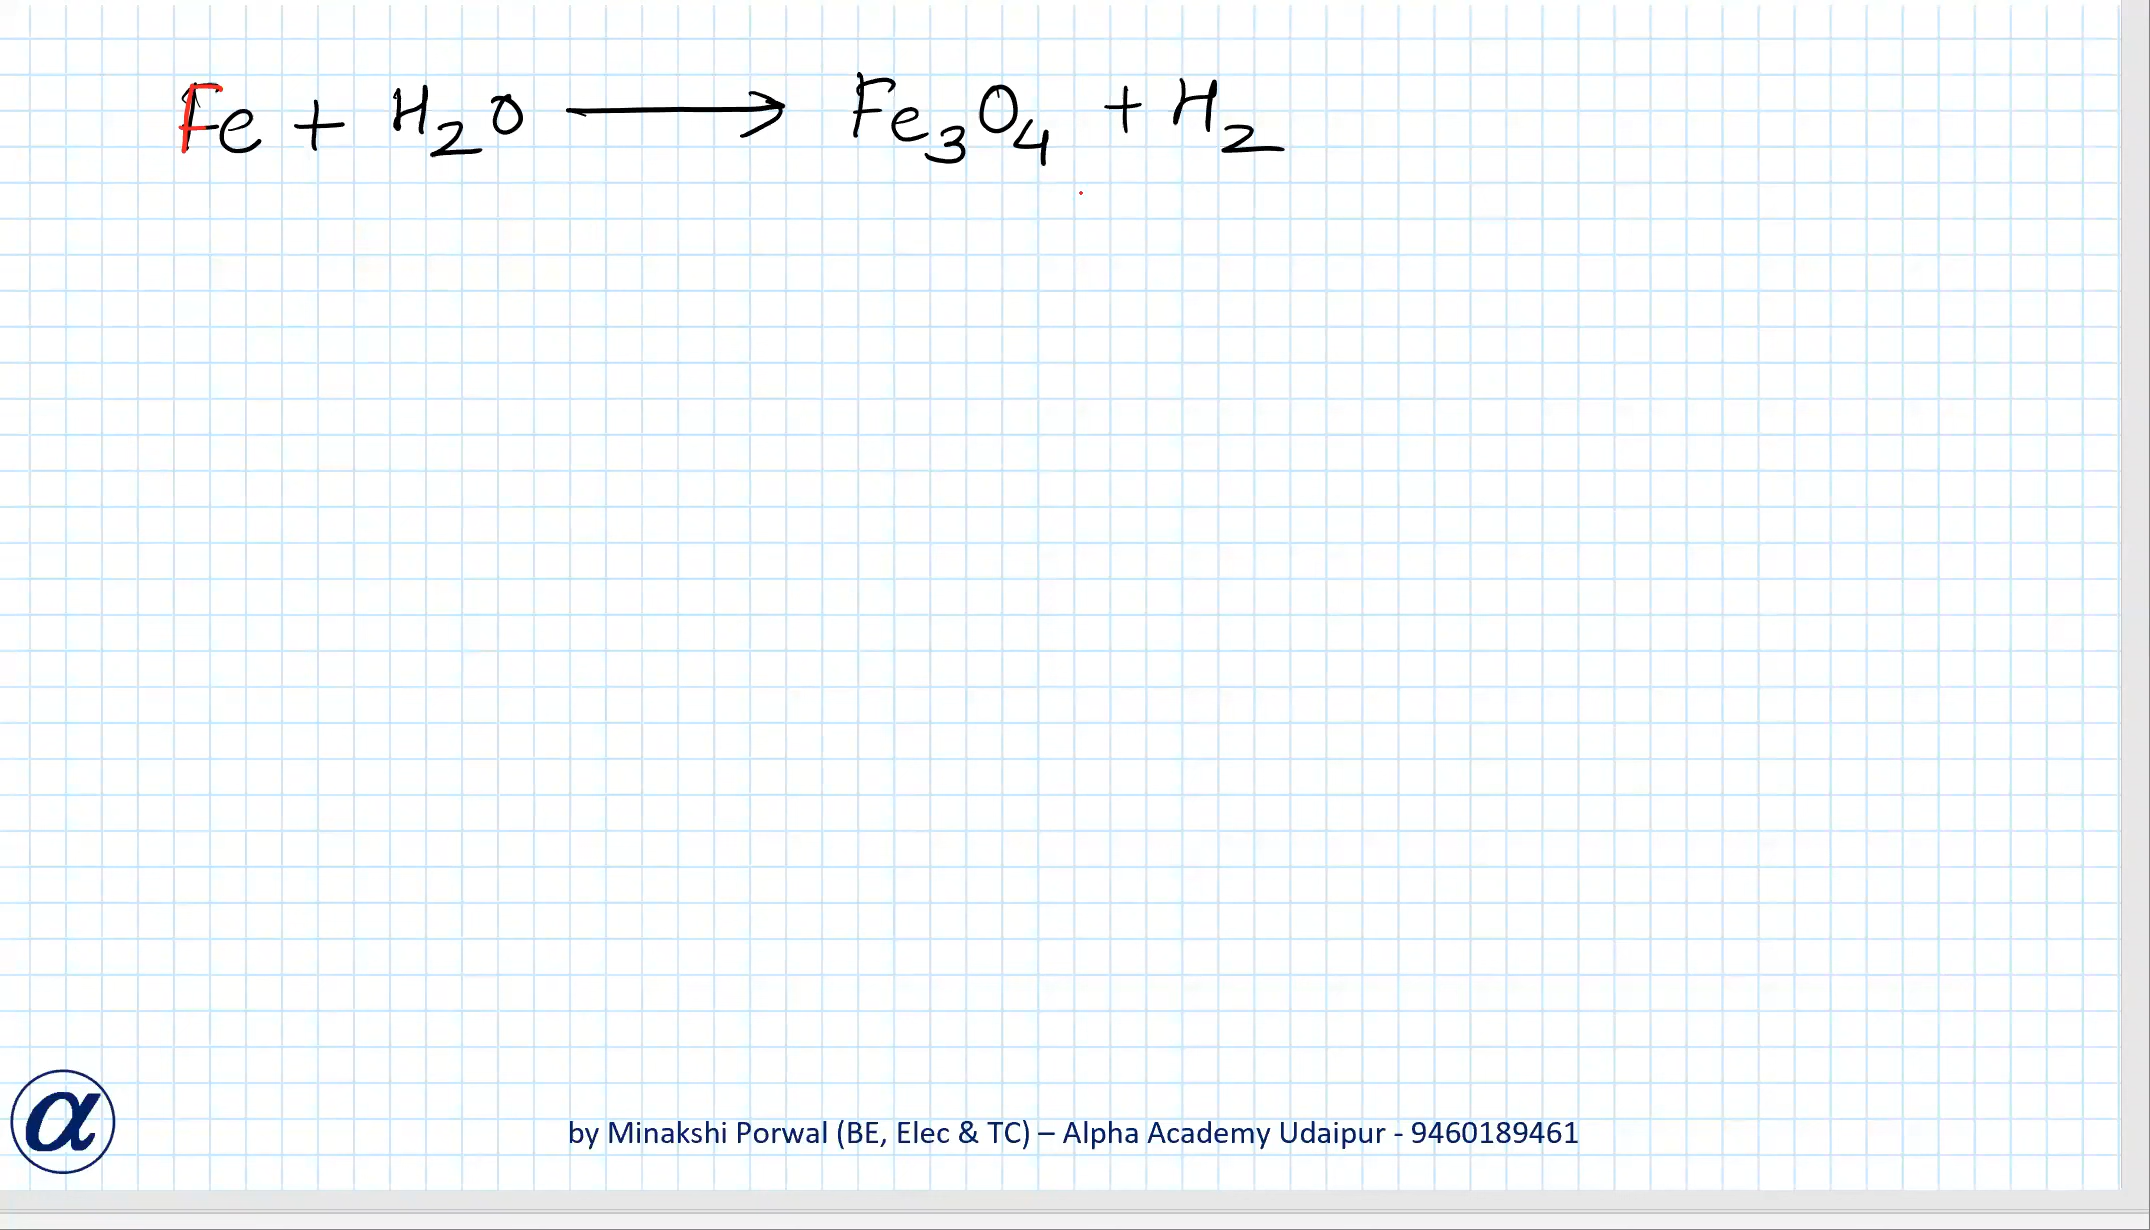 Fe + H₂O ⟶ Fe₃O₄ + H₂
α
by Minakshi Porwal (BE, Elec & TC) – Alpha Academy Udaipur - 9460189461